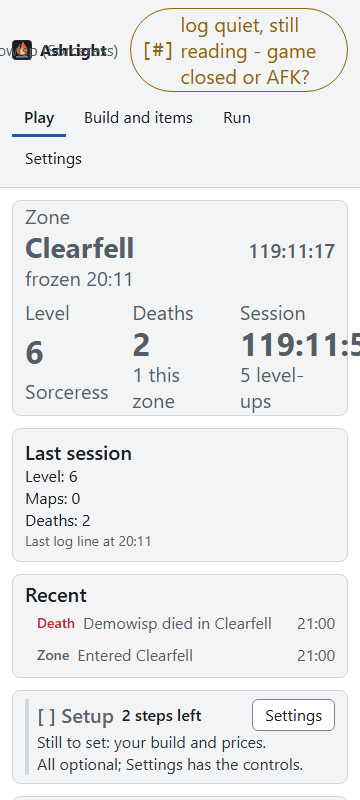 AshLight
[#] log quiet, still
reading - game
closed or AFK?
Play Build and items Run
Settings
Zone
Clearfell 119:11:17
frozen 20:11
Level Deaths Session
6 2 119:11:5
Sorceress 1 this zone 5 level-ups
Last session
Level: 6
Maps: 0
Deaths: 2
Last log line at 20:11
Recent
Death Demowisp died in Clearfell 21:00
Zone Entered Clearfell 21:00
[ ] Setup 2 steps left Settings
Still to set: your build and prices.
All optional; Settings has the controls.